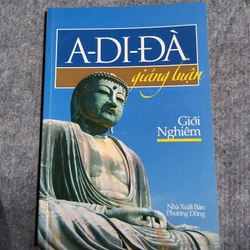 A-DI-ĐÀ
giảng luận
Giới
Nghiêm
Nhà Xuất Bản
Phương Đông